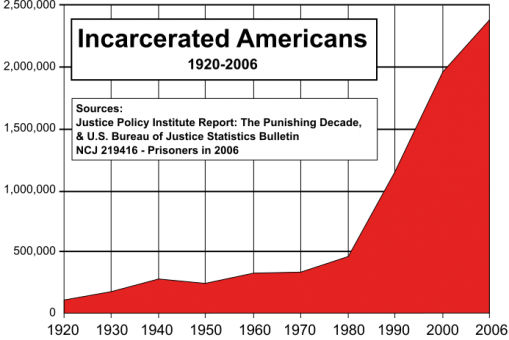 2,500,000
Incarcerated Americans
1920-2006
2,000,000
Sources:
Justice Policy Institute Report: The Punishing Decade,
& U.S. Bureau of Justice Statistics Bulletin
NCJ 219416 - Prisoners in 2006
1,500,000
1,000,000
500,000
0
1920 1930 1940 1950 1960 1970 1980 1990 2000 2006